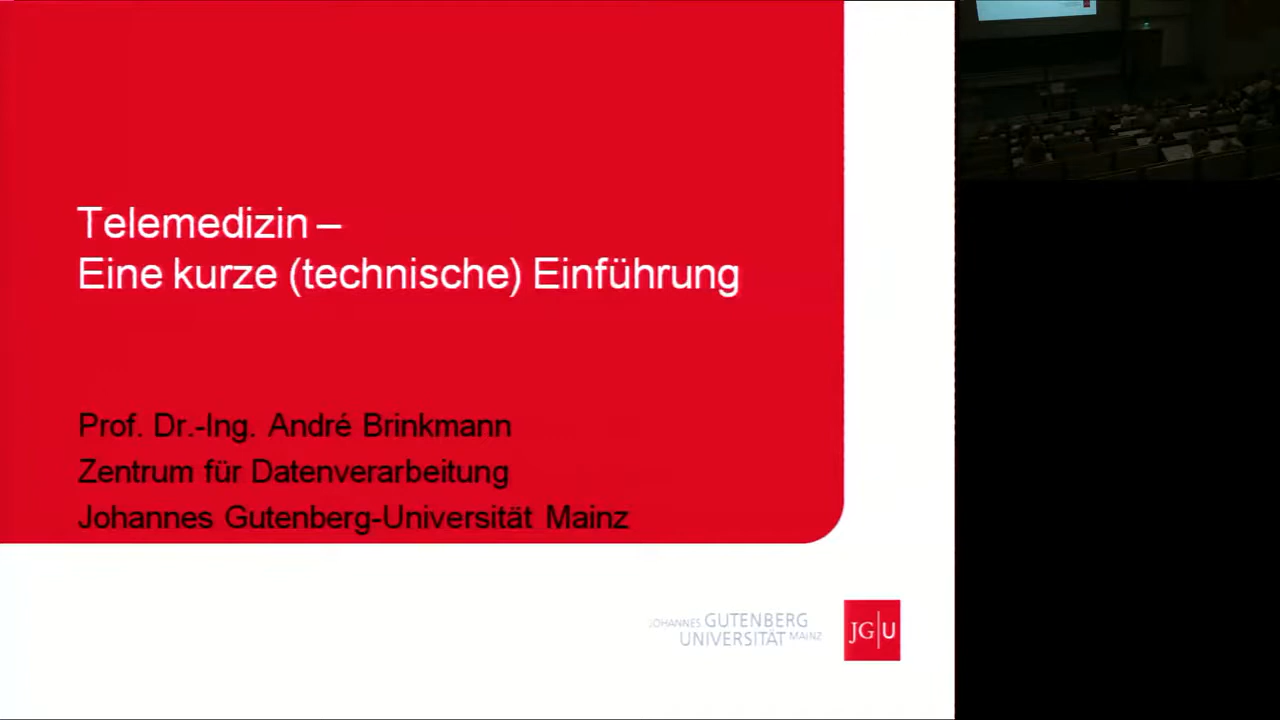 Telemedizin –
Eine kurze (technische) Einführung
Prof. Dr.-Ing. André Brinkmann
Zentrum für Datenverarbeitung
Johannes Gutenberg-Universität Mainz
JOHANNES GUTENBERG
UNIVERSITÄT MAINZ
JG|U